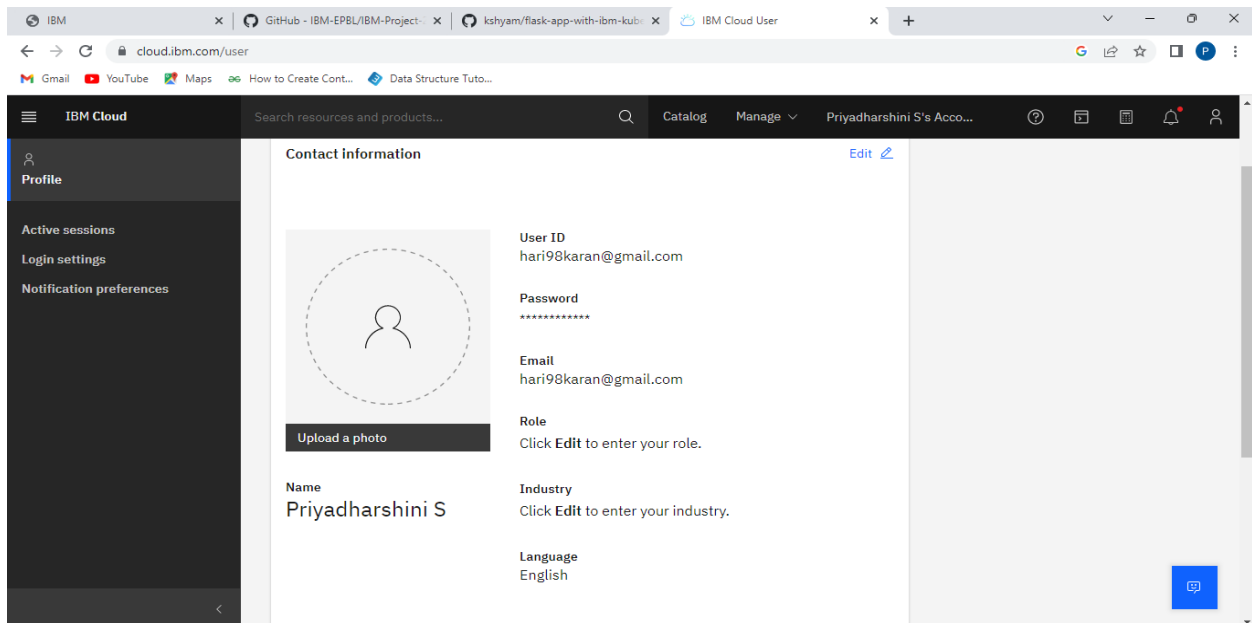 IBM
GitHub - IBM-EPBL/IBM-Project-
kshyam/flask-app-with-ibm-kube
IBM Cloud User
cloud.ibm.com/user
G
P
Gmail
YouTube
Maps
How to Create Cont...
Data Structure Tuto...
IBM Cloud
Search resources and products...
Catalog
Manage
Priyadharshini S's Acco...
Profile
Active sessions
Login settings
Notification preferences
Contact information
Edit
Upload a photo
Name
Priyadharshini S
User ID
hari98karan@gmail.com
Password
************
Email
hari98karan@gmail.com
Role
Click Edit to enter your role.
Industry
Click Edit to enter your industry.
Language
English